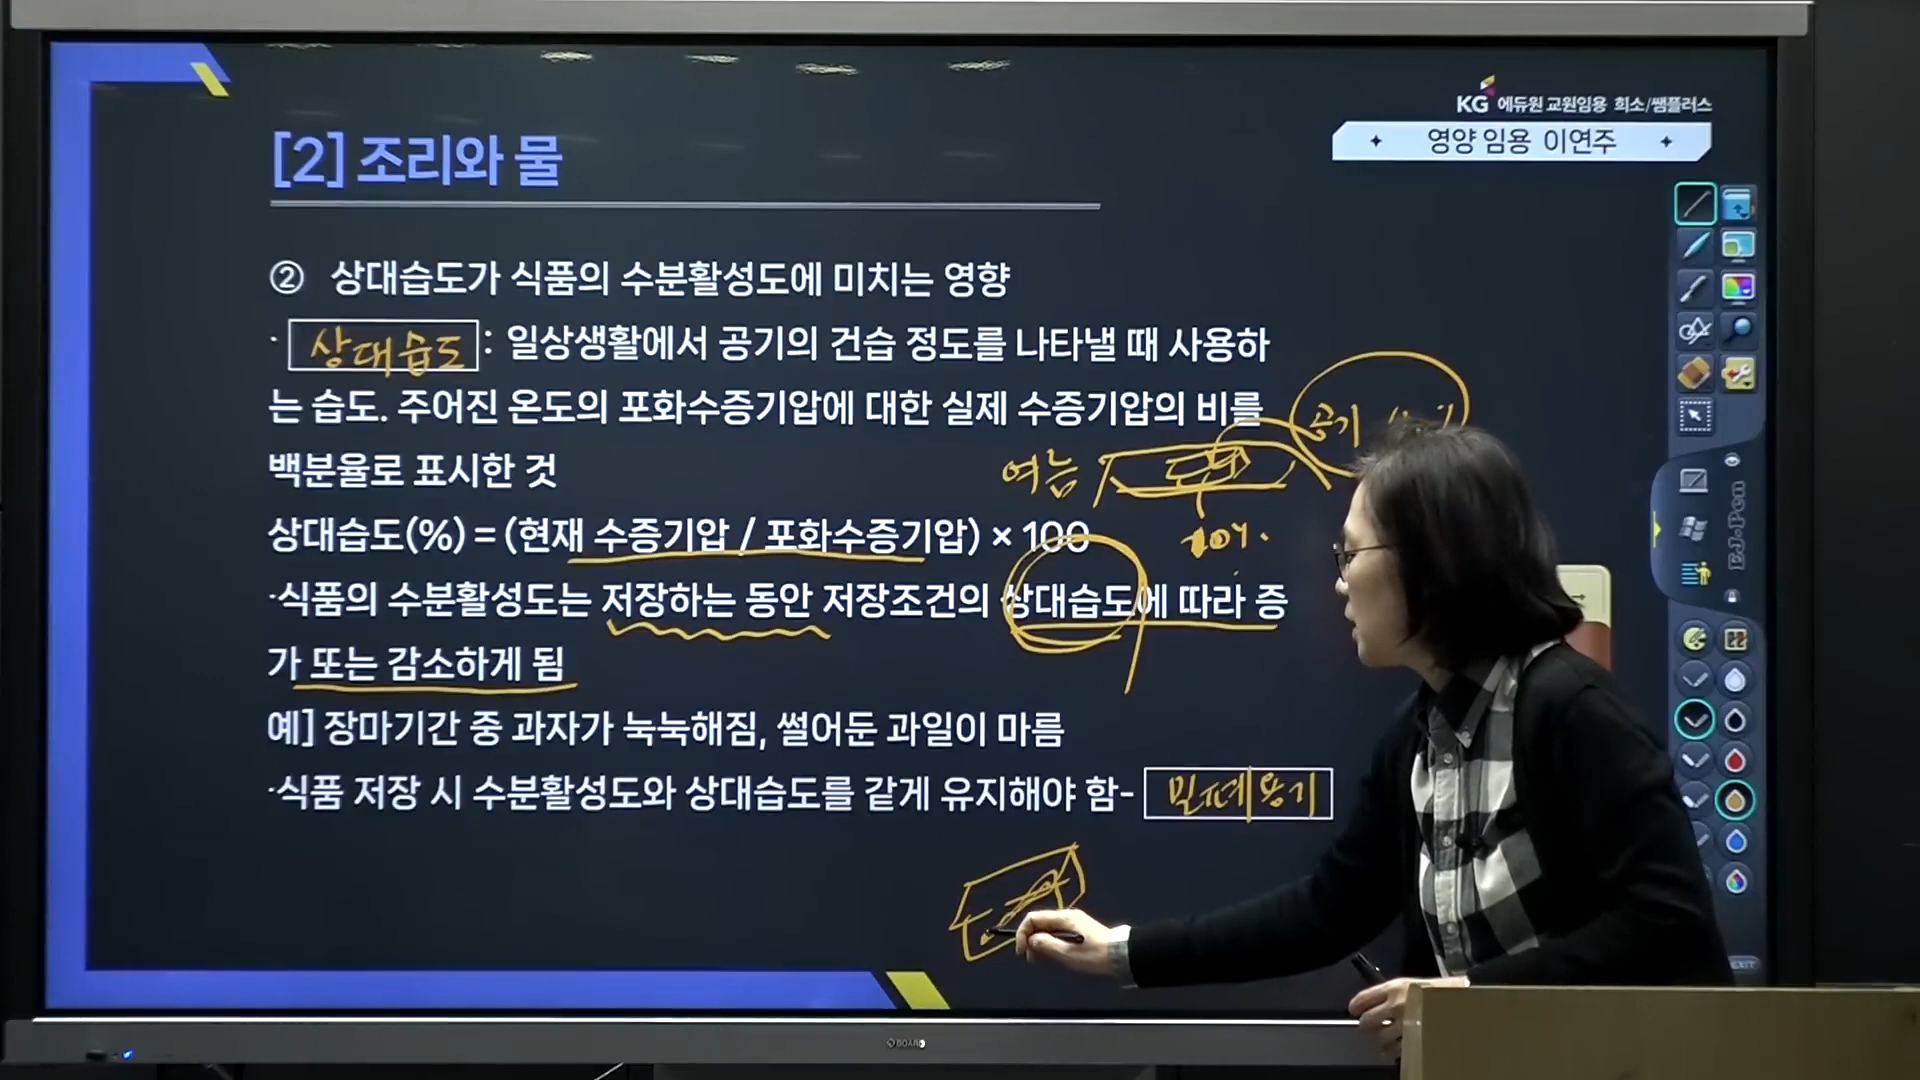 KG 에듀원 교원임용 희소/쌤플러스
영양 임용 이연주
[2] 조리와 물
② 상대습도가 식품의 수분활성도에 미치는 영향
· 상대습도 : 일상생활에서 공기의 건습 정도를 나타낼 때 사용하
는 습도. 주어진 온도의 포화수증기압에 대한 실제 수증기압의 비를
공기
백분율로 표시한 것
여름
상대습도(%) = (현재 수증기압 / 포화수증기압) × 100
·식품의 수분활성도는 저장하는 동안 저장조건의 상대습도에 따라 증
가 또는 감소하게 됨
예] 장마기간 중 과자가 눅눅해짐, 썰어둔 과일이 마름
·식품 저장 시 수분활성도와 상대습도를 같게 유지해야 함- 밀폐용기
EZ-Pen
EXIT